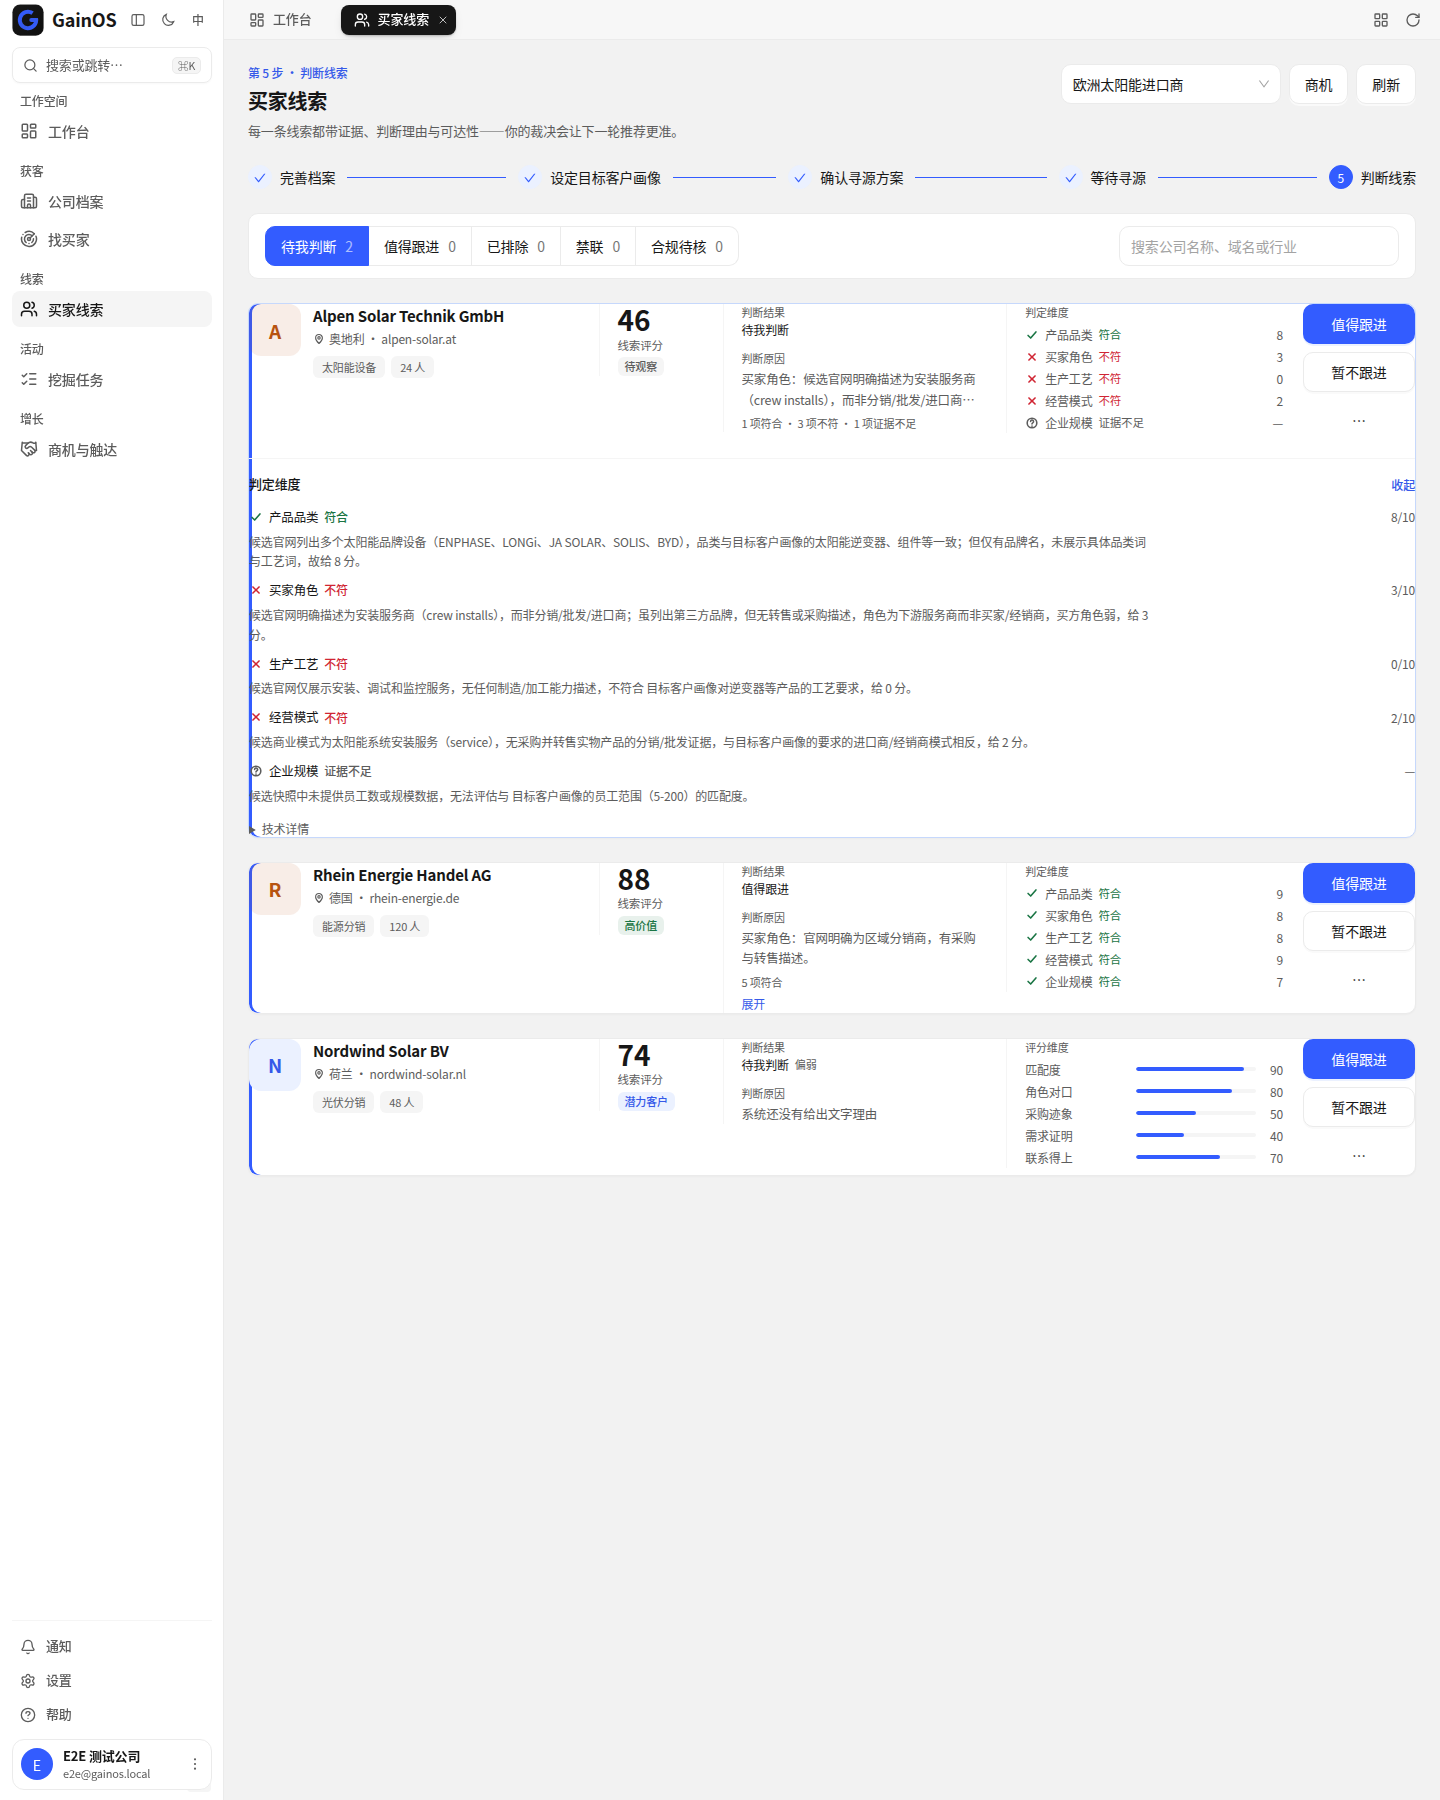 GainOS
中
搜索或跳转…
⌘K
工作空间
工作台
获客
公司档案
找买家
线索
买家线索
活动
挖掘任务
增长
商机与触达
通知
设置
帮助
E
E2E 测试公司
e2e@gainos.local
工作台
买家线索
第 5 步 · 判断线索
买家线索
每一条线索都带证据、判断理由与可达性——你的裁决会让下一轮推荐更准。
欧洲太阳能进口商
商机
刷新
完善档案
设定目标客户画像
确认寻源方案
等待寻源
5 判断线索
待我判断 2
值得跟进 0
已排除 0
禁联 0
合规待核 0
搜索公司名称、域名或行业
A
Alpen Solar Technik GmbH
奥地利 · alpen-solar.at
太阳能设备 24 人
46
线索评分
待观察
判断结果
待我判断
判断原因
买家角色：候选官网明确描述为安装服务商
（crew installs），而非分销/批发/进口商…
1 项符合 · 3 项不符 · 1 项证据不足
判定维度
产品品类 符合 8
买家角色 不符 3
生产工艺 不符 0
经营模式 不符 2
企业规模 证据不足 —
值得跟进
暂不跟进
…
判定维度
收起
产品品类 符合 8/10
候选官网列出多个太阳能品牌设备（ENPHASE、LONGi、JA SOLAR、SOLIS、BYD），品类与目标客户画像的太阳能逆变器、组件等一致；但仅有品牌名，未展示具体品类词
与工艺词，故给 8 分。
买家角色 不符 3/10
候选官网明确描述为安装服务商（crew installs），而非分销/批发/进口商；虽列出第三方品牌，但无转售或采购描述，角色为下游服务商而非买家/经销商，买方角色弱，给 3
分。
生产工艺 不符 0/10
候选官网仅展示安装、调试和监控服务，无任何制造/加工能力描述，不符合 目标客户画像对逆变器等产品的工艺要求，给 0 分。
经营模式 不符 2/10
候选商业模式为太阳能系统安装服务（service），无采购并转售实物产品的分销/批发证据，与目标客户画像的要求的进口商/经销商模式相反，给 2 分。
企业规模 证据不足 —
候选快照中未提供员工数或规模数据，无法评估与 目标客户画像的员工范围（5-200）的匹配度。
技术详情
R
Rhein Energie Handel AG
德国 · rhein-energie.de
能源分销 120 人
88
线索评分
高价值
判断结果
值得跟进
判断原因
买家角色：官网明确为区域分销商，有采购
与转售描述。
5 项符合
展开
判定维度
产品品类 符合 9
买家角色 符合 8
生产工艺 符合 8
经营模式 符合 9
企业规模 符合 7
值得跟进
暂不跟进
…
N
Nordwind Solar BV
荷兰 · nordwind-solar.nl
光伏分销 48 人
74
线索评分
潜力客户
判断结果
待我判断 偏弱
判断原因
系统还没有给出文字理由
评分维度
匹配度 90
角色对口 80
采购迹象 50
需求证明 40
联系得上 70
值得跟进
暂不跟进
…